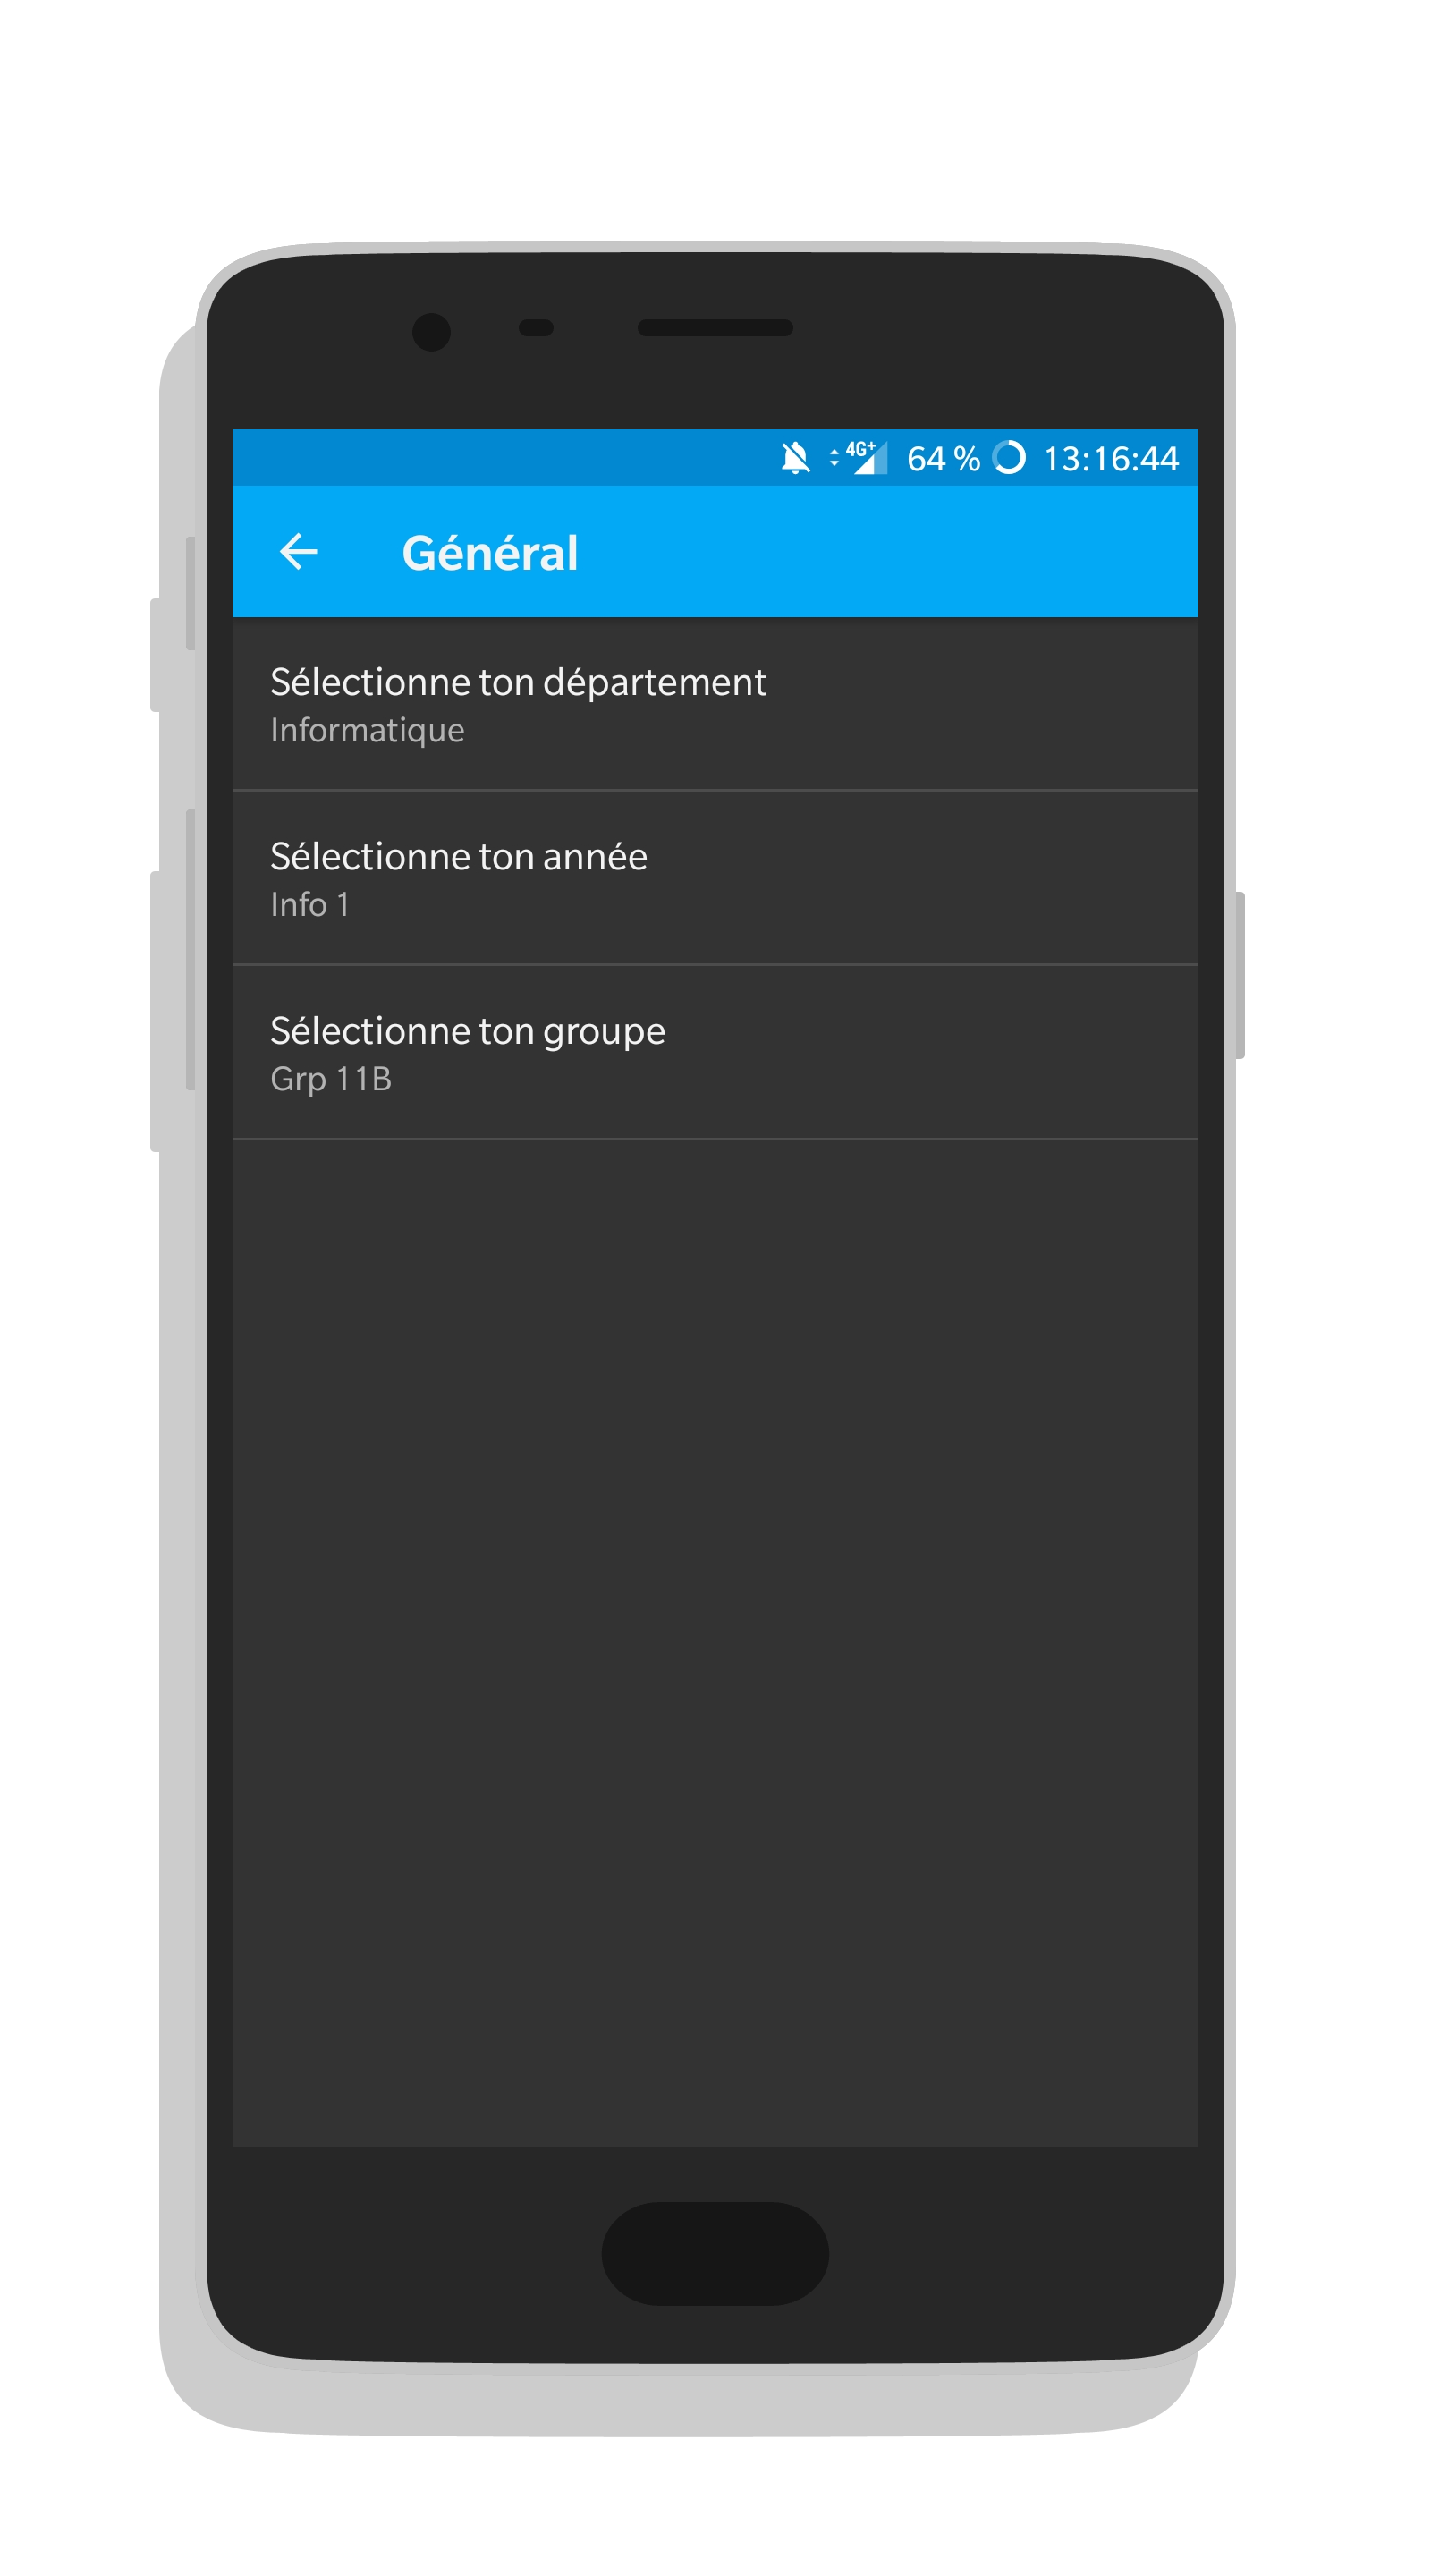 4G+ 64 % 13:16:44
Général
Sélectionne ton département
Informatique
Sélectionne ton année
Info 1
Sélectionne ton groupe
Grp 11B